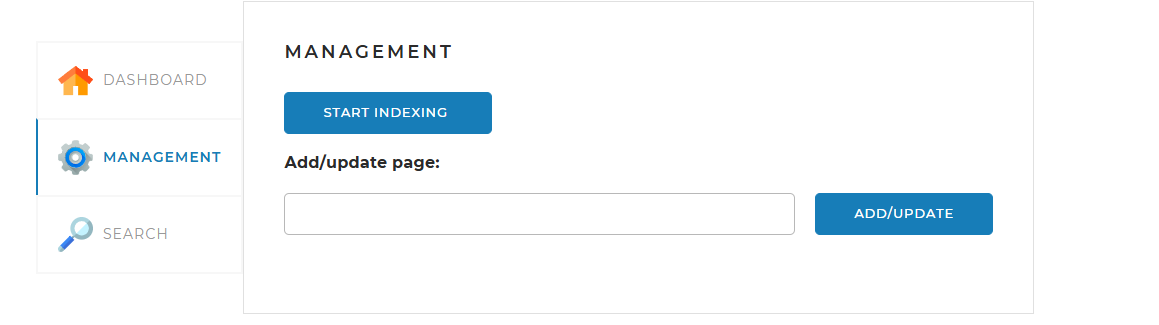 DASHBOARD
MANAGEMENT
SEARCH
MANAGEMENT
START INDEXING
Add/update page:
ADD/UPDATE